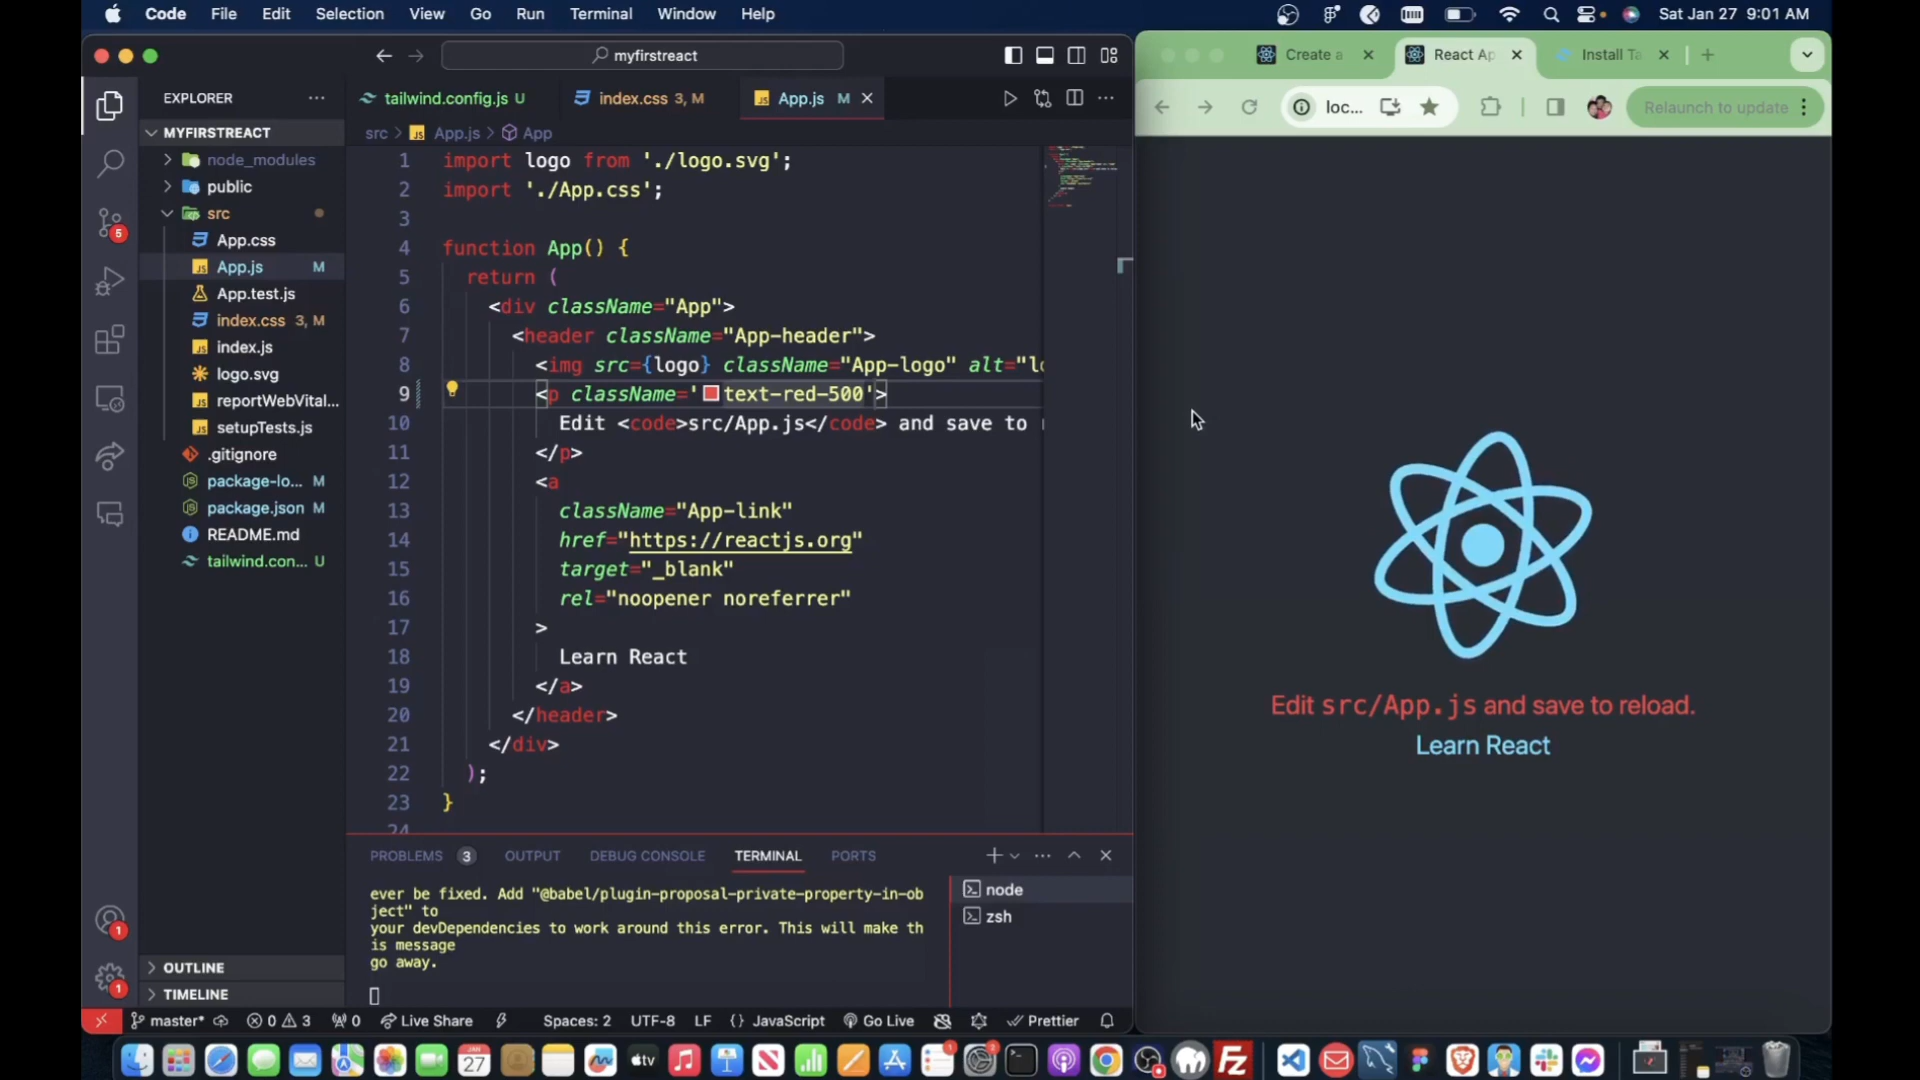 Code File Edit Selection View Go Run Terminal Window Help
Sat Jan 27 9:01 AM
myfirstreact
Create a
React Ap
Install Ta
EXPLORER
tailwind.config.js U
index.css 3, M
App.js M
loc...
Relaunch to update
MYFIRSTREACT
src > App.js > App
node_modules
public
src
App.css
App.js M
App.test.js
index.css 3, M
index.js
logo.svg
reportWebVital...
setupTests.js
.gitignore
package-lo... M
package.json M
README.md
tailwind.con... U
OUTLINE
TIMELINE
1 import logo from './logo.svg';
2 import './App.css';
3
4 function App() {
5 return (
6 <div className="App">
7 <header className="App-header">
8 <img src={logo} className="App-logo" alt="lo
9 <p className='text-red-500'>
10 Edit <code>src/App.js</code> and save to
11 </p>
12 <a
13 className="App-link"
14 href="https://reactjs.org"
15 target="_blank"
16 rel="noopener noreferrer"
17 >
18 Learn React
19 </a>
20 </header>
21 </div>
22 );
23 }
24
Edit src/App.js and save to reload.
Learn React
PROBLEMS 3 OUTPUT DEBUG CONSOLE TERMINAL PORTS
ever be fixed. Add "@babel/plugin-proposal-private-property-in-ob
ject" to
your devDependencies to work around this error. This will make th
is message
go away.
node
zsh
5
1
1
master* 0 3 0 Live Share Spaces: 2 UTF-8 LF {} JavaScript Go Live Prettier
JAN
27
tv